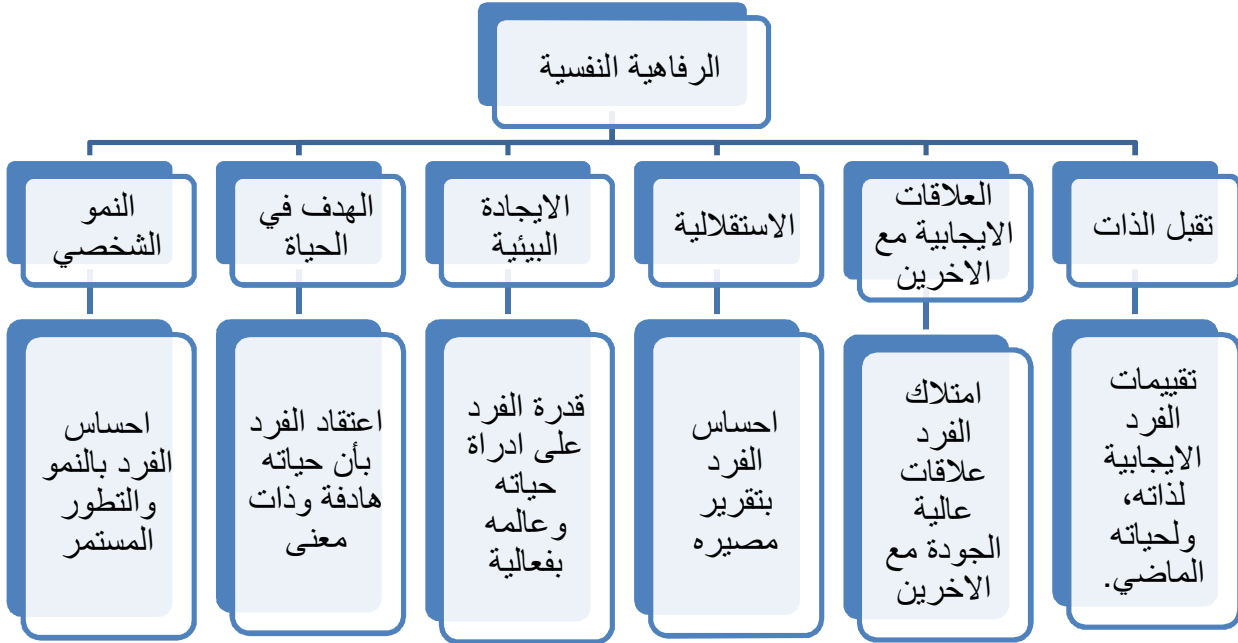 الرفاهية النفسية
تقبل الذات
العلاقات
الايجابية مع
الاخرين
الاستقلالية
الايجادة
البيئية
الهدف في
الحياة
النمو
الشخصي
تقييمات
الفرد
الايجابية
لذاته،
ولحياته
الماضي.
امتلاك
الفرد
علاقات
عالية
الجودة مع
الاخرين
احساس
الفرد
بتقرير
مصيره
قدرة الفرد
على ادراة
حياته
وعالمه
بفعالية
اعتقاد الفرد
بأن حياته
هادفة وذات
معنى
احساس
الفرد بالنمو
والتطور
المستمر